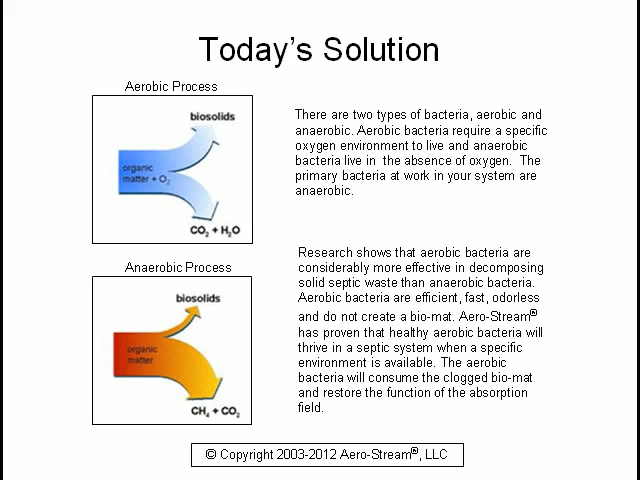 Today's Solution
Aerobic Process
biosolids
organic
matter + O₂
CO₂ + H₂O
There are two types of bacteria, aerobic and
anaerobic. Aerobic bacteria require a specific
oxygen environment to live and anaerobic
bacteria live in the absence of oxygen. The
primary bacteria at work in your system are
anaerobic.
Anaerobic Process
biosolids
organic
matter
CH₄ + CO₂
Research shows that aerobic bacteria are
considerably more effective in decomposing
solid septic waste than anaerobic bacteria.
Aerobic bacteria are efficient, fast, odorless
and do not create a bio-mat. Aero-Stream®
has proven that healthy aerobic bacteria will
thrive in a septic system when a specific
environment is available. The aerobic
bacteria will consume the clogged bio-mat
and restore the function of the absorption
field.
© Copyright 2003-2012 Aero-Stream®, LLC